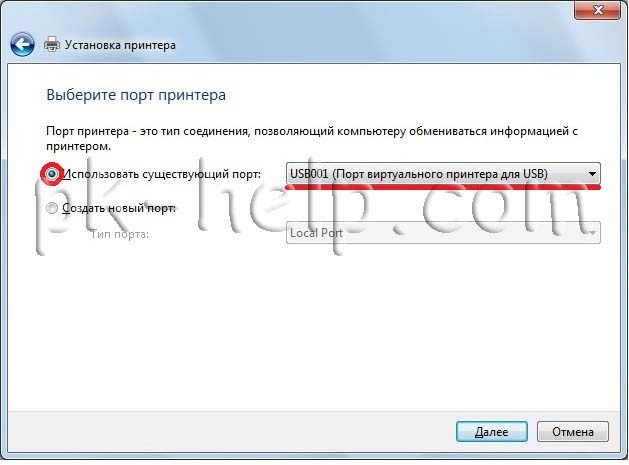 Установка принтера
Выберите порт принтера
Порт принтера - это тип соединения, позволяющий компьютеру обмениваться информацией с
принтером.
Использовать существующий порт: USB001 (Порт виртуального принтера для USB)
Создать новый порт:
Тип порта: Local Port
pk-help.com
Далее Отмена